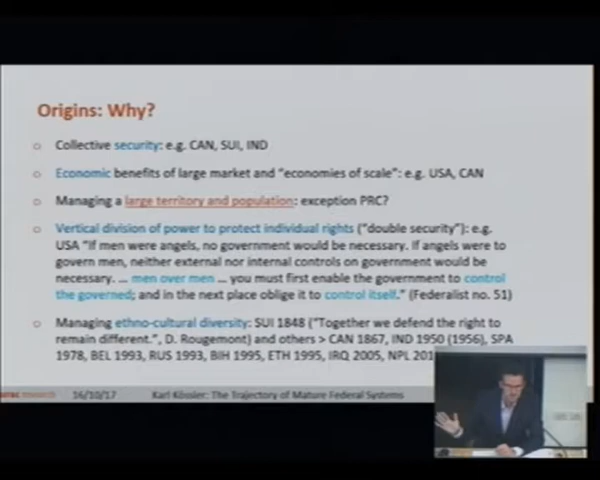 Origins: Why?
Collective security: e.g. CAN, SUI, IND
Economic benefits of large market and “economies of scale”: e.g. USA, CAN
Managing a large territory and population: exception PRC?
Vertical division of power to protect individual rights (“double security”): e.g.
USA “If men were angels, no government would be necessary. If angels were to
govern men, neither external nor internal controls on government would be
necessary. ... men over men ... you must first enable the government to control
the governed; and in the next place oblige it to control itself.” (Federalist no. 51)
Managing ethno-cultural diversity: SUI 1848 (“Together we defend the right to
remain different.”, D. Rougemont) and others > CAN 1867, IND 1950 (1956), SPA
1978, BEL 1993, RUS 1993, BIH 1995, ETH 1995, IRQ 2005, NPL 201
16/10/17 Karl Kössler: The Trajectory of Mature Federal Systems